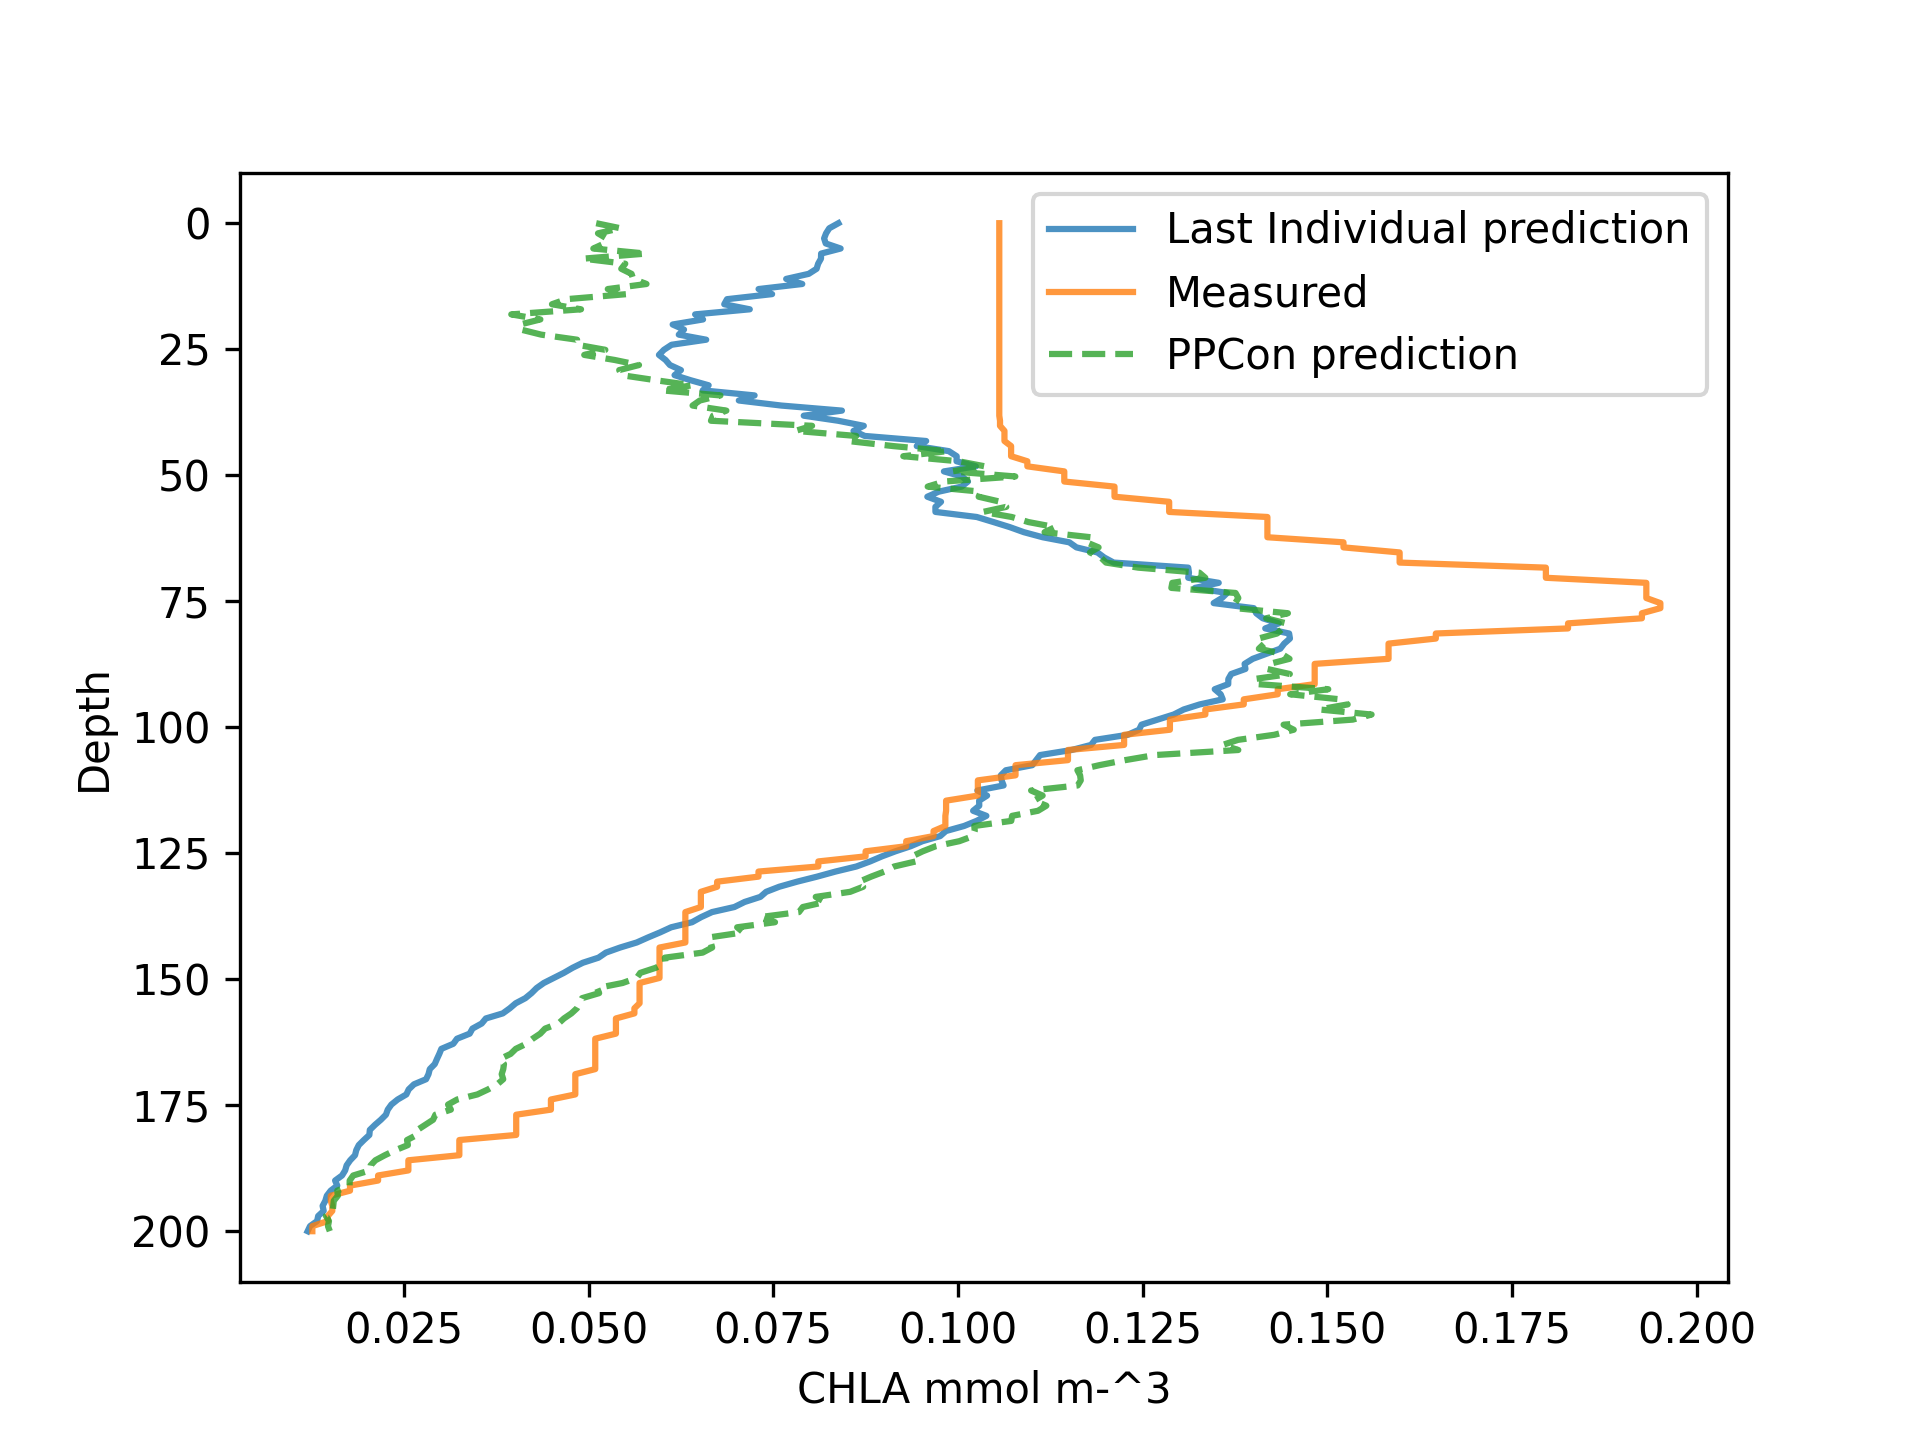 Last Individual prediction
Measured
PPCon prediction
0
25
50
75
100
125
150
175
200
Depth
0.025 0.050 0.075 0.100 0.125 0.150 0.175 0.200
CHLA mmol m-^3